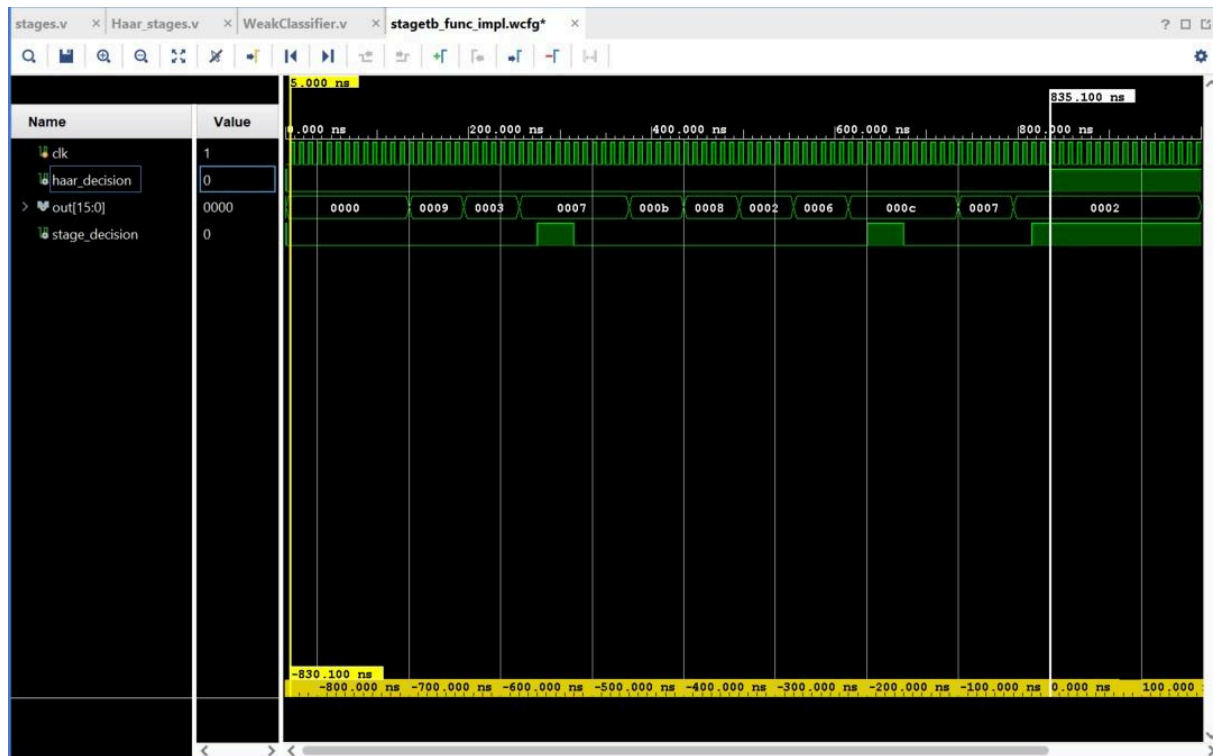 stages.v × Haar_stages.v × WeakClassifier.v × stagetb_func_impl.wcfg* ×
5.000 ns
835.100 ns
Name Value
0.000 ns 200.000 ns 400.000 ns 600.000 ns 800.000 ns
clk 1
haar_decision 0
out[15:0] 0000 0000 0009 0003 0007 000b 0008 0002 0006 000c 0007 0002
stage_decision 0
-830.100 ns
-800.000 ns -700.000 ns -600.000 ns -500.000 ns -400.000 ns -300.000 ns -200.000 ns -100.000 ns 0.000 ns 100.000